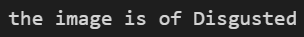 the image is of Disgusted